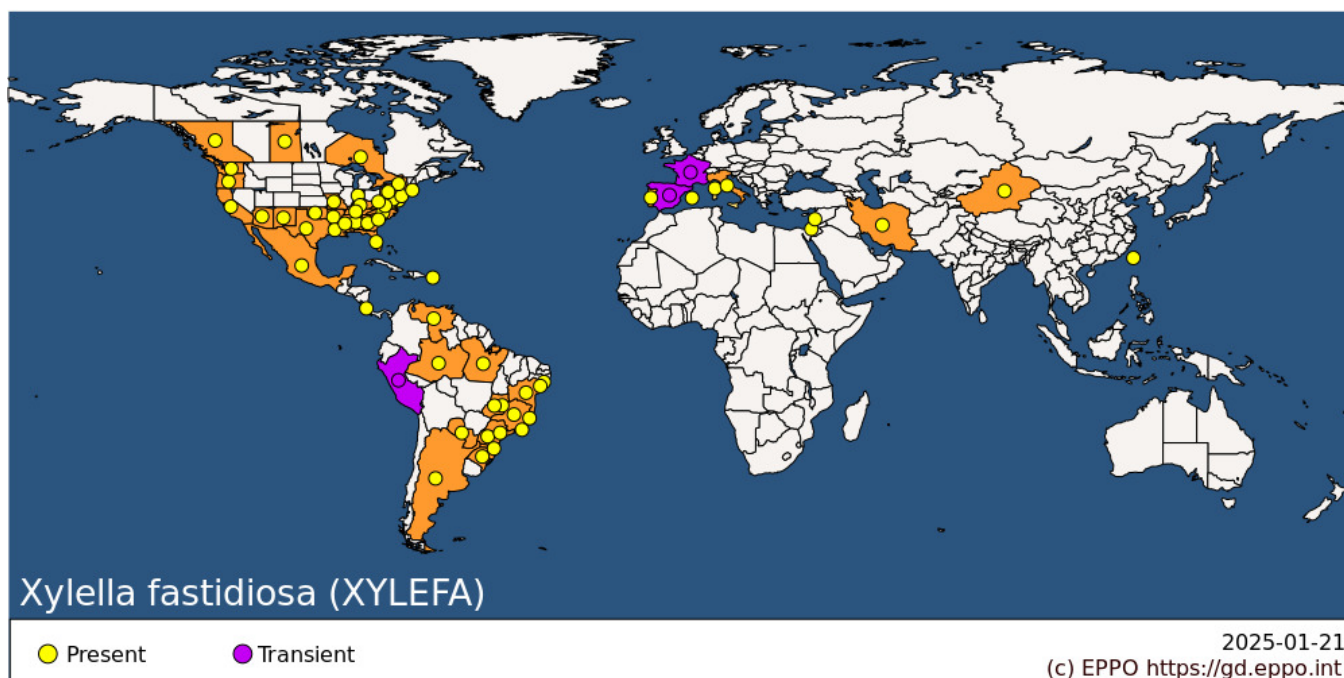 Xylella fastidiosa (XYLEFA)
Present
Transient
2025-01-21
(c) EPPO https://gd.eppo.int